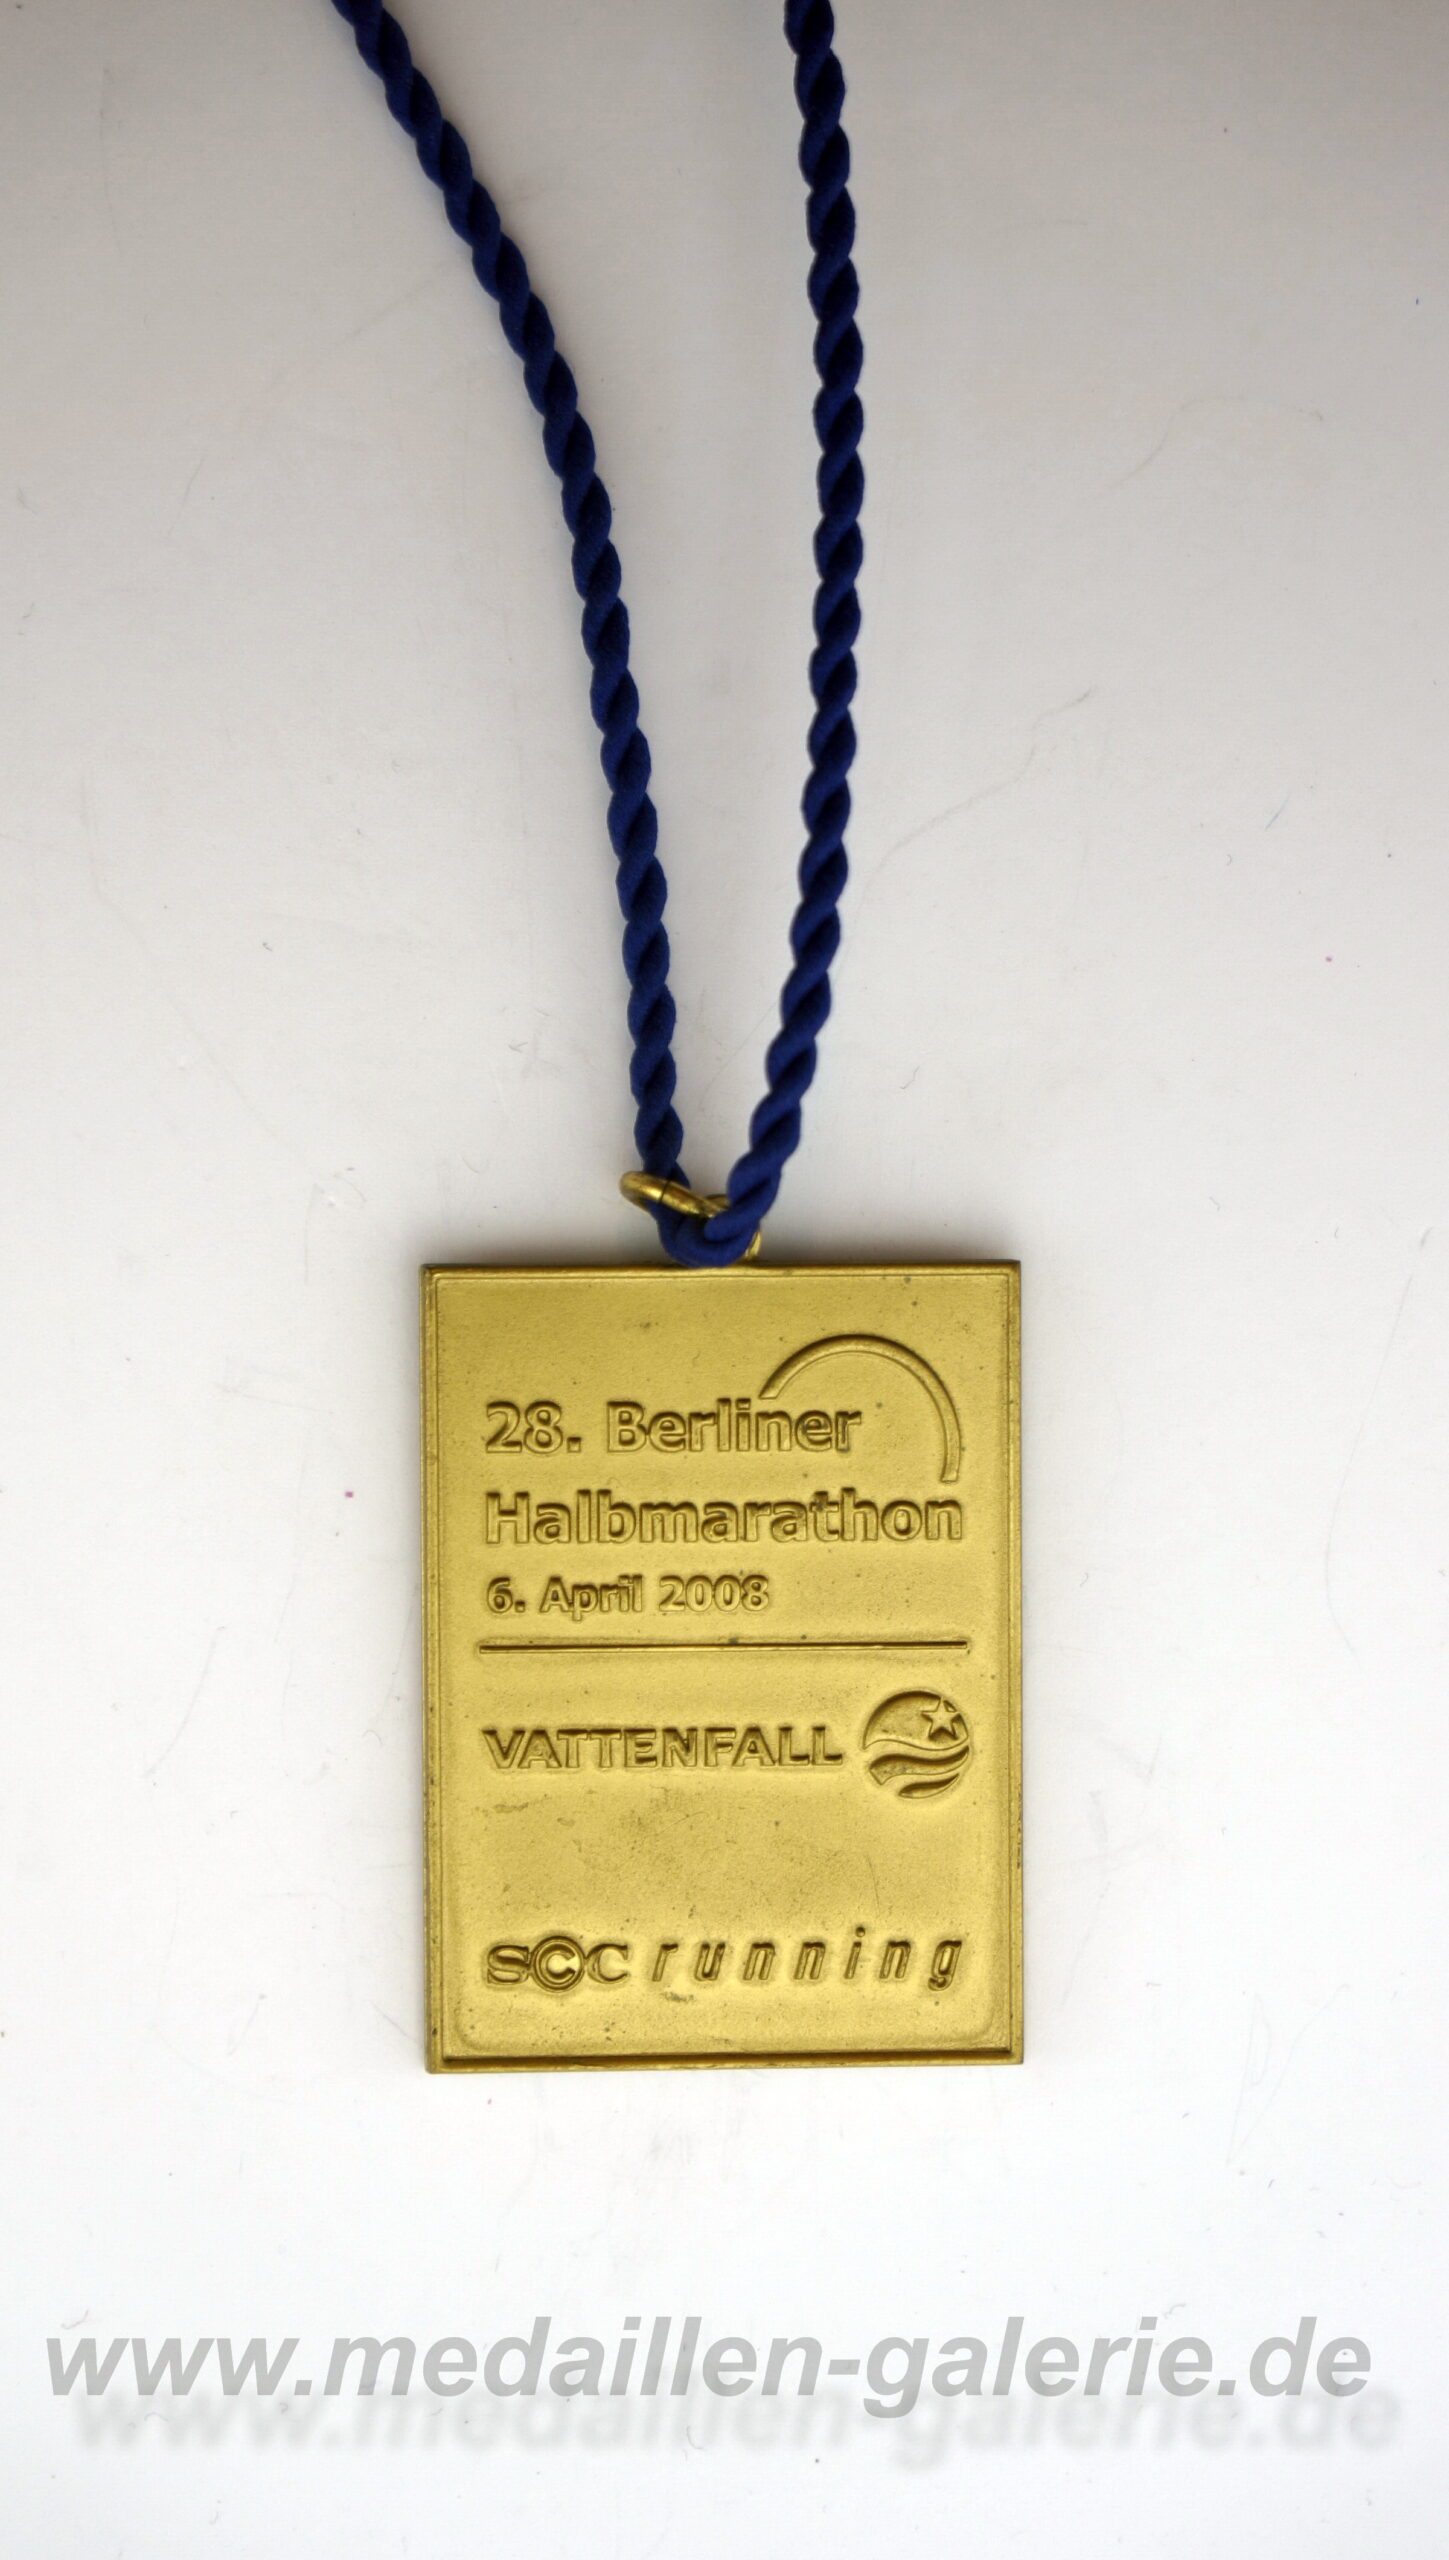 28. Berliner
Halbmarathon
6. April 2008
VATTENFALL
SCC running
www.medaillen-galerie.de